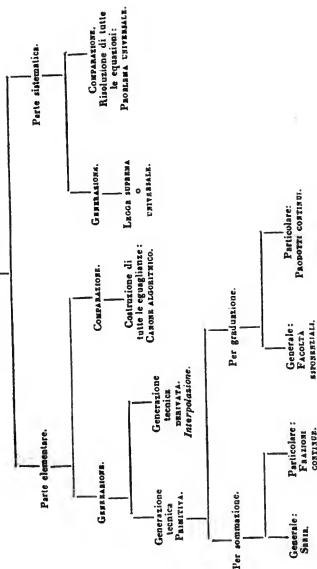 Parte elementare.
Parte sistematica.
GENERAZIONE.
COMPARAZIONE.
Costruzione di
tutte le eguaglianze:
CANONE ALGORITMICO.
GENERAZIONE.
LEGGE SUPREMA
O
UNIVERSALE.
COMPARAZIONE.
Risoluzione di tutte
le equazioni:
PROBLEMA UNIVERSALE.
Generazione
tecnica
PRIMITIVA.
Generazione
tecnica
DERIVATA.
Interpolazione.
Per sommazione.
Per graduazione.
Generale:
SERIE.
Particolare:
FRAZIONI
CONTINUE.
Generale:
FACOLTÀ
ESPONENZIALI.
Particolare:
PRODOTTI CONTINUI.